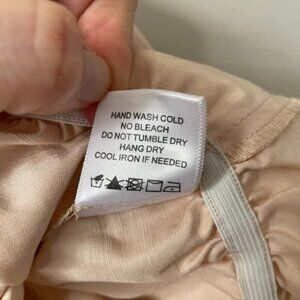 HAND WASH COLD
NO BLEACH
DO NOT TUMBLE DRY
HANG DRY
COOL IRON IF NEEDED